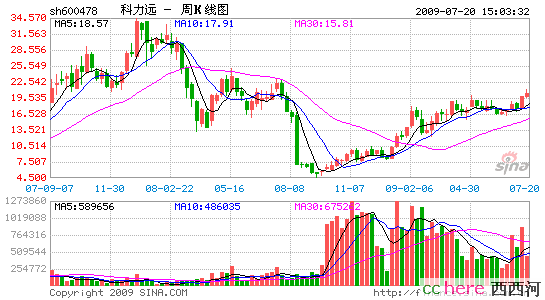 sh600478 科力远 - 周K线图 2009-07-20 15:03:32
MA5:18.57 MA10:17.91 MA30:15.81
34.570
31.563
28.556
25.549
22.542
19.535
16.528
13.521
10.514
7.507
4.500
sina
07-09-07 11-30 08-02-22 05-16 08-08 11-07 09-02-06 04-30 07-20
MA5:589656 MA10:486035 MA30:675262
1273860
1019088
764316
509544
254772
Copyright 2009 SINA.COM
cchere 西西河